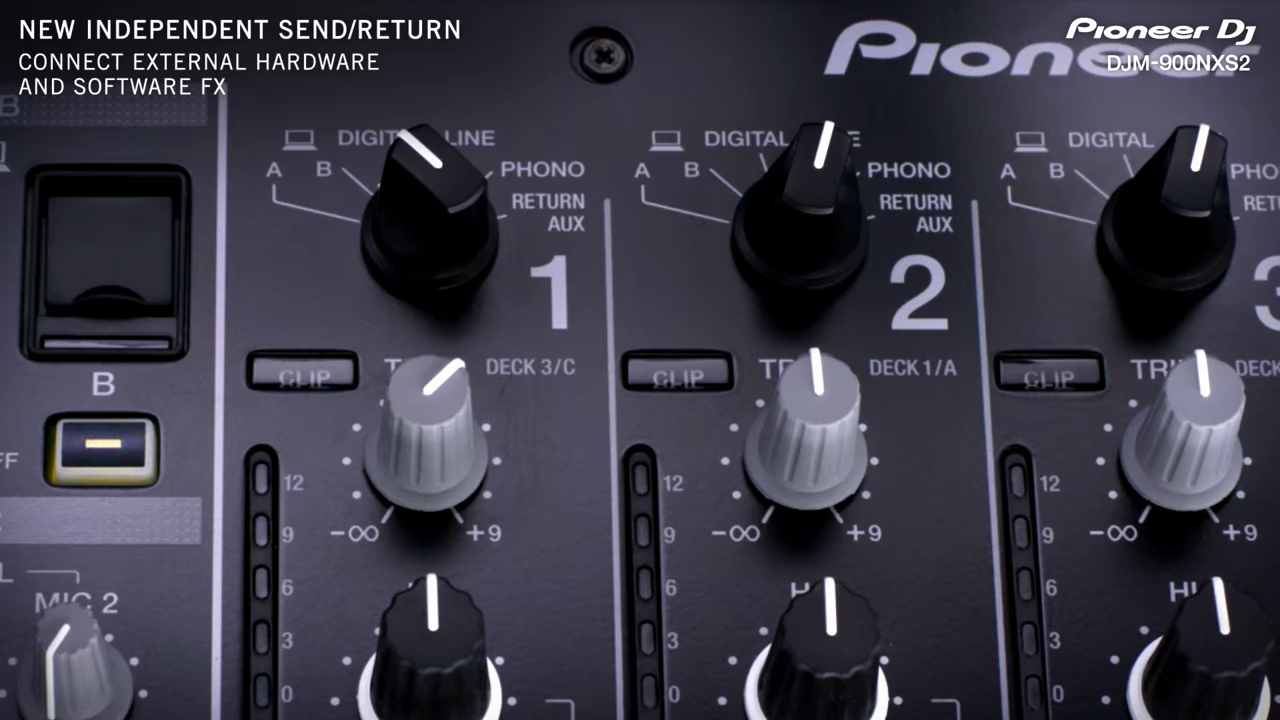 NEW INDEPENDENT SEND/RETURN
CONNECT EXTERNAL HARDWARE
AND SOFTWARE FX
Pioneer Dj
DJM-900NXS2
Pioneer
B
DIGITAL LINE
A B
PHONO
RETURN
AUX
1
DIGITAL
A B
PHONO
RETURN
AUX
2
DIGITAL
A B
3
B
CLIP
DECK 3/C
CLIP
DECK 1/A
CLIP
12
9
6
3
0
-∞ +9
12
9
6
3
0
-∞ +9
12
9
6
3
0
-∞ +9
MIC 2